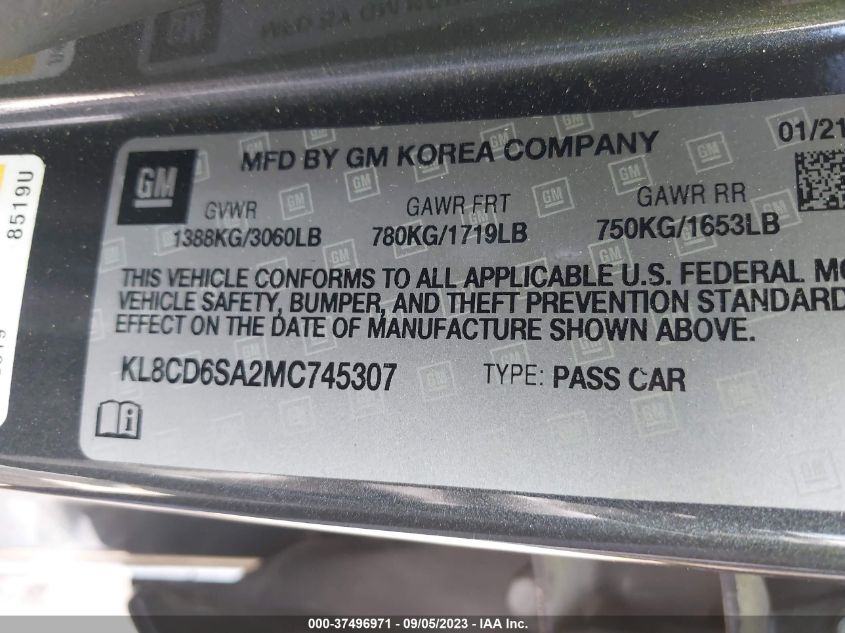 MFD BY GM KOREA COMPANY
01/21
GM
GVWR
GAWR FRT
GAWR RR
1388KG/3060LB
780KG/1719LB
750KG/1653LB
THIS VEHICLE CONFORMS TO ALL APPLICABLE U.S. FEDERAL MO
VEHICLE SAFETY, BUMPER, AND THEFT PREVENTION STANDARD
EFFECT ON THE DATE OF MANUFACTURE SHOWN ABOVE.
KL8CD6SA2MC745307
TYPE: PASS CAR
8519U
000-37496971 - 09/05/2023 - IAA Inc.